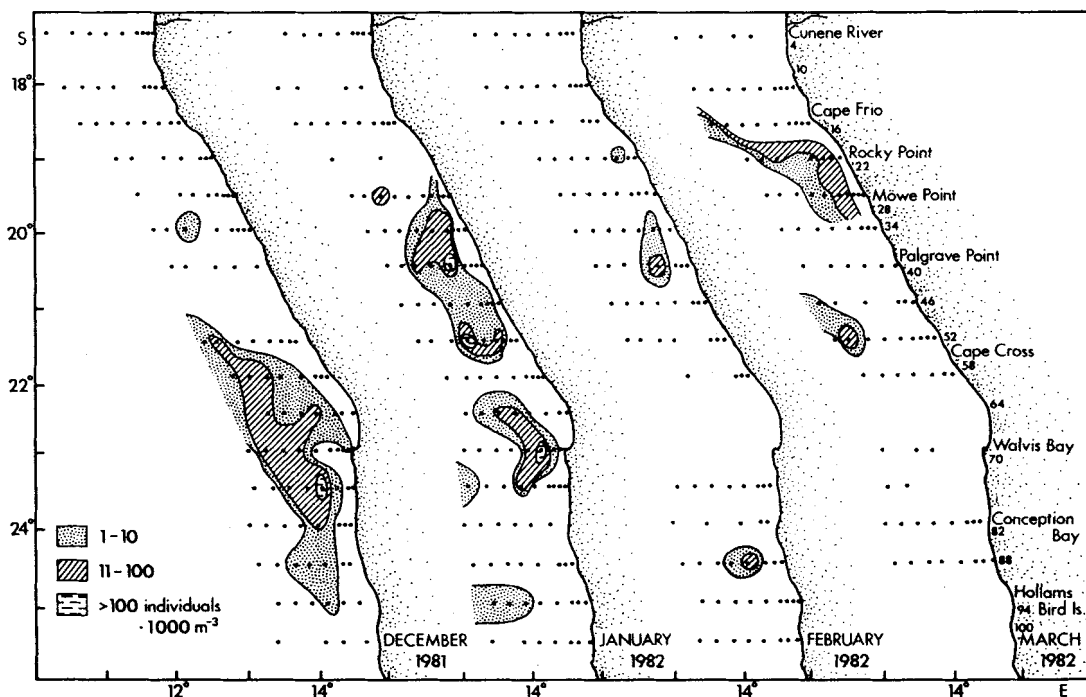 S
18°
20°
22°
24°
Cunene River
4
10
Cape Frio
16
Rocky Point
22
Möwe Point
28
34
Palgrave Point
40
46
52
Cape Cross
58
64
Walvis Bay
70
Conception
Bay
82
88
Hollams
94 Bird Is.
100
1-10
11-100
>100 individuals
·1000 m⁻³
DECEMBER
1981
JANUARY
1982
FEBRUARY
1982
MARCH
1982
12°
14°
14°
14°
14°
E